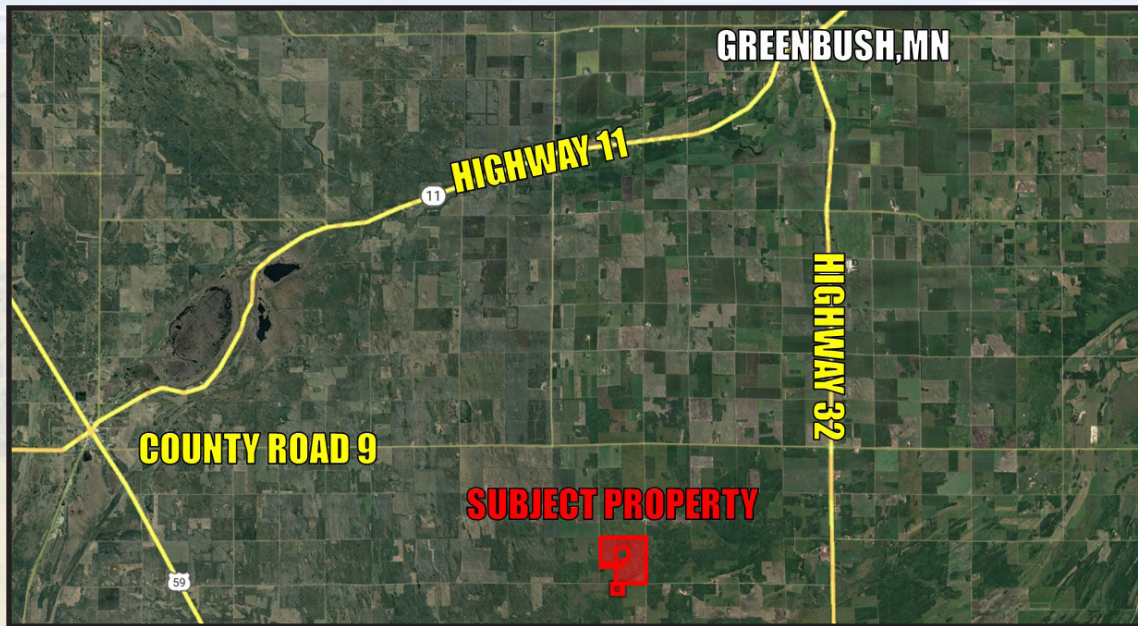 GREENBUSH,MN
HIGHWAY 11
11
HIGHWAY 32
COUNTY ROAD 9
SUBJECT PROPERTY
59